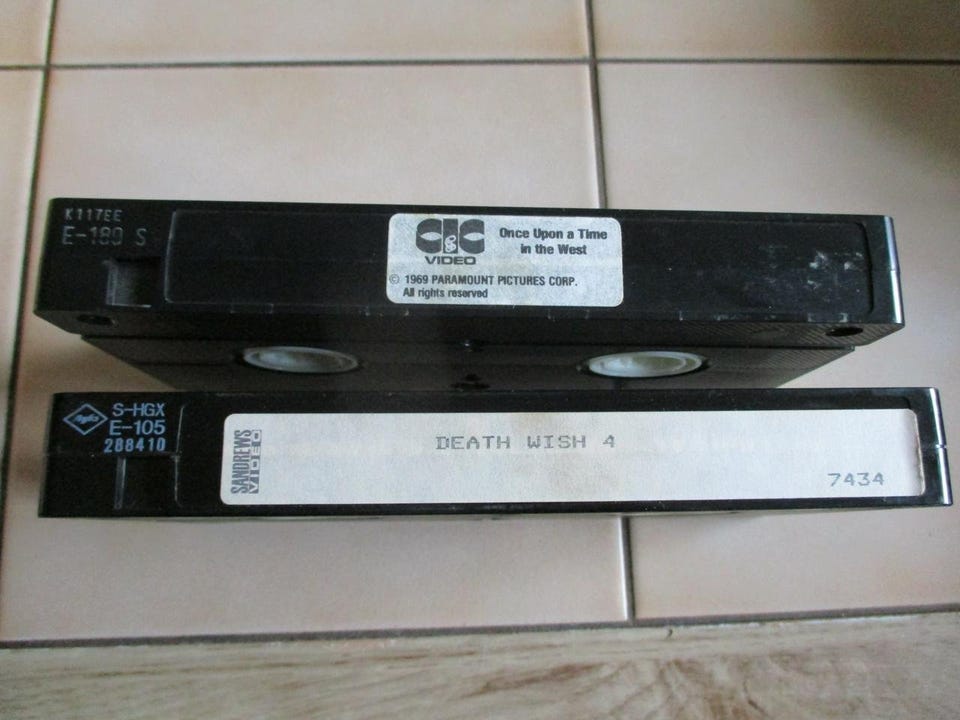 K117EE
E-180 S
CIC
VIDEO
Once Upon a Time
in the West
© 1969 PARAMOUNT PICTURES CORP.
All rights reserved
Agfa
S-HGX
E-105
288410
SANDREWS
VIDEO
DEATH WISH 4
7434